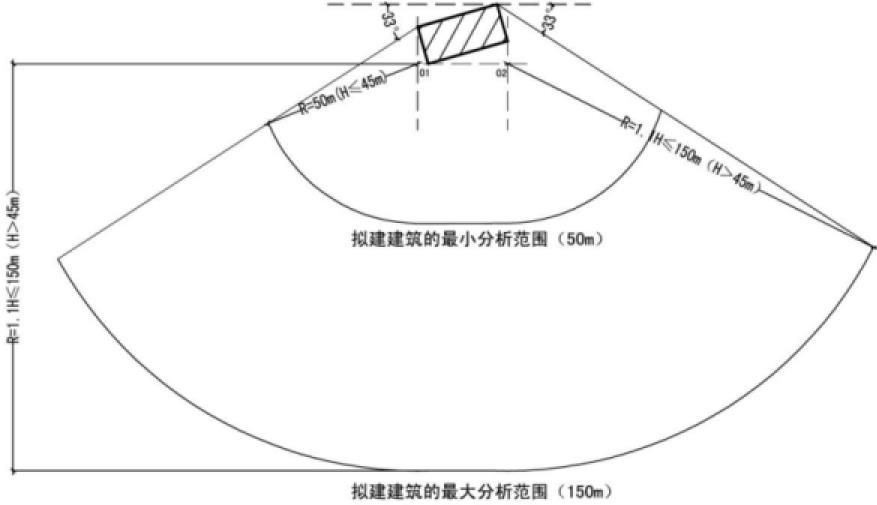 33°
33°
01
02
R=50m(H≤45m)
R=1.1H≤150m (H>45m)
R=1.1H≤150m (H>45m)
拟建建筑的最小分析范围（50m）
拟建建筑的最大分析范围（150m）